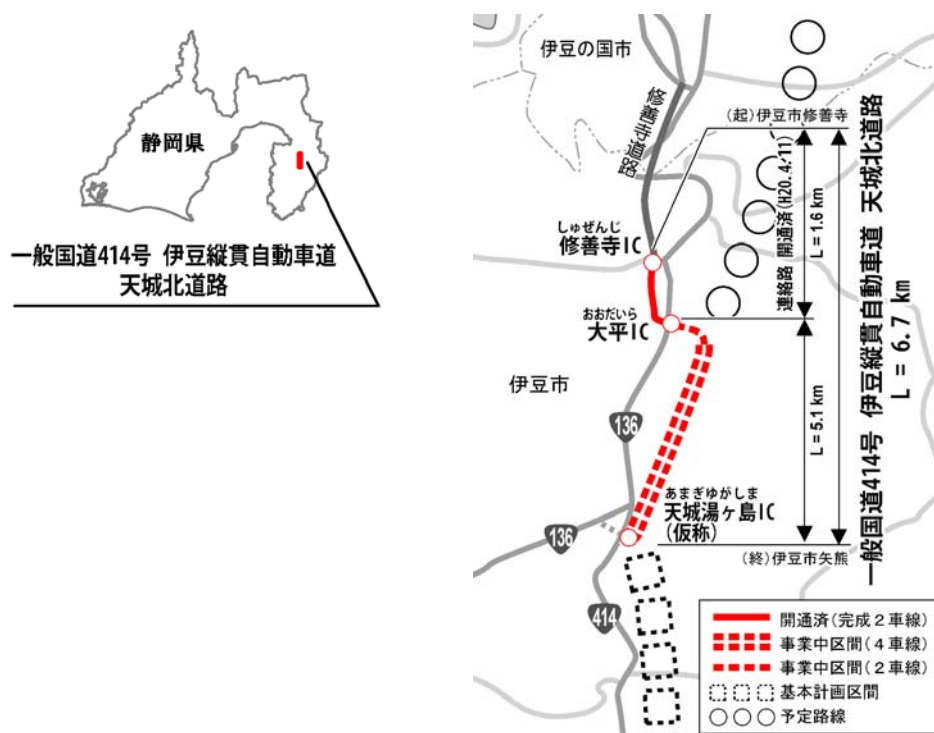 静岡県
一般国道414号 伊豆縦貫自動車道
天城北道路
伊豆の国市
修善寺道路
(起)伊豆市修善寺
しゅぜんじ
修善寺IC
おおだいら
大平IC
連絡路 開通済(H20.4.11)
L=1.6 km
一般国道414号 伊豆縦貫自動車道 天城北道路
L = 6.7 km
伊豆市
L=5.1 km
136
あまぎゆがしま
天城湯ヶ島IC
(仮称)
136
(終)伊豆市矢熊
414
開通済(完成2車線)
事業中区間(4車線)
事業中区間(2車線)
基本計画区間
予定路線